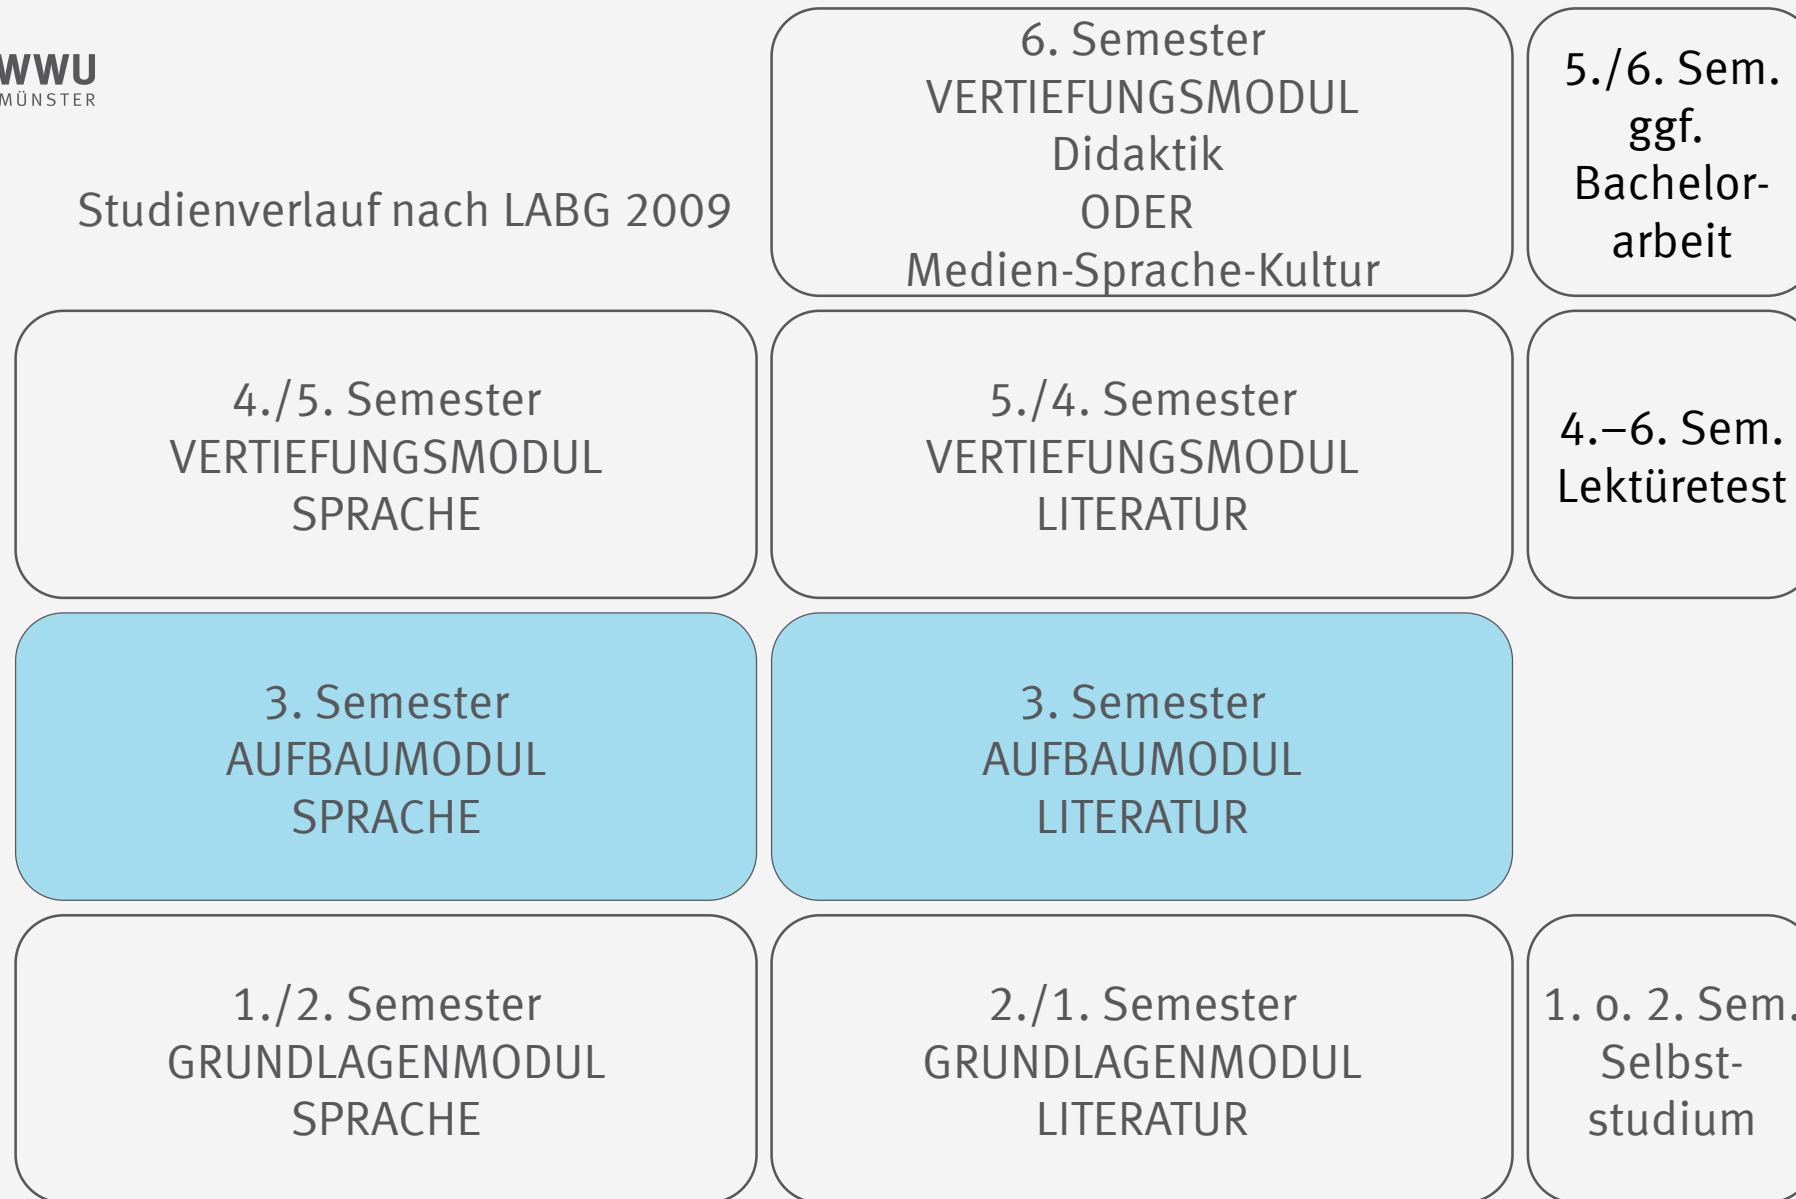 WWU
MÜNSTER
Studienverlauf nach LABG 2009
6. Semester
VERTIEFUNGSMODUL
Didaktik
ODER
Medien-Sprache-Kultur
5./6. Sem.
ggf.
Bachelor-
arbeit
4./5. Semester
VERTIEFUNGSMODUL
SPRACHE
5./4. Semester
VERTIEFUNGSMODUL
LITERATUR
4.–6. Sem.
Lektüretest
3. Semester
AUFBAUMODUL
SPRACHE
3. Semester
AUFBAUMODUL
LITERATUR
1./2. Semester
GRUNDLAGENMODUL
SPRACHE
2./1. Semester
GRUNDLAGENMODUL
LITERATUR
1. o. 2. Sem.
Selbst-
studium